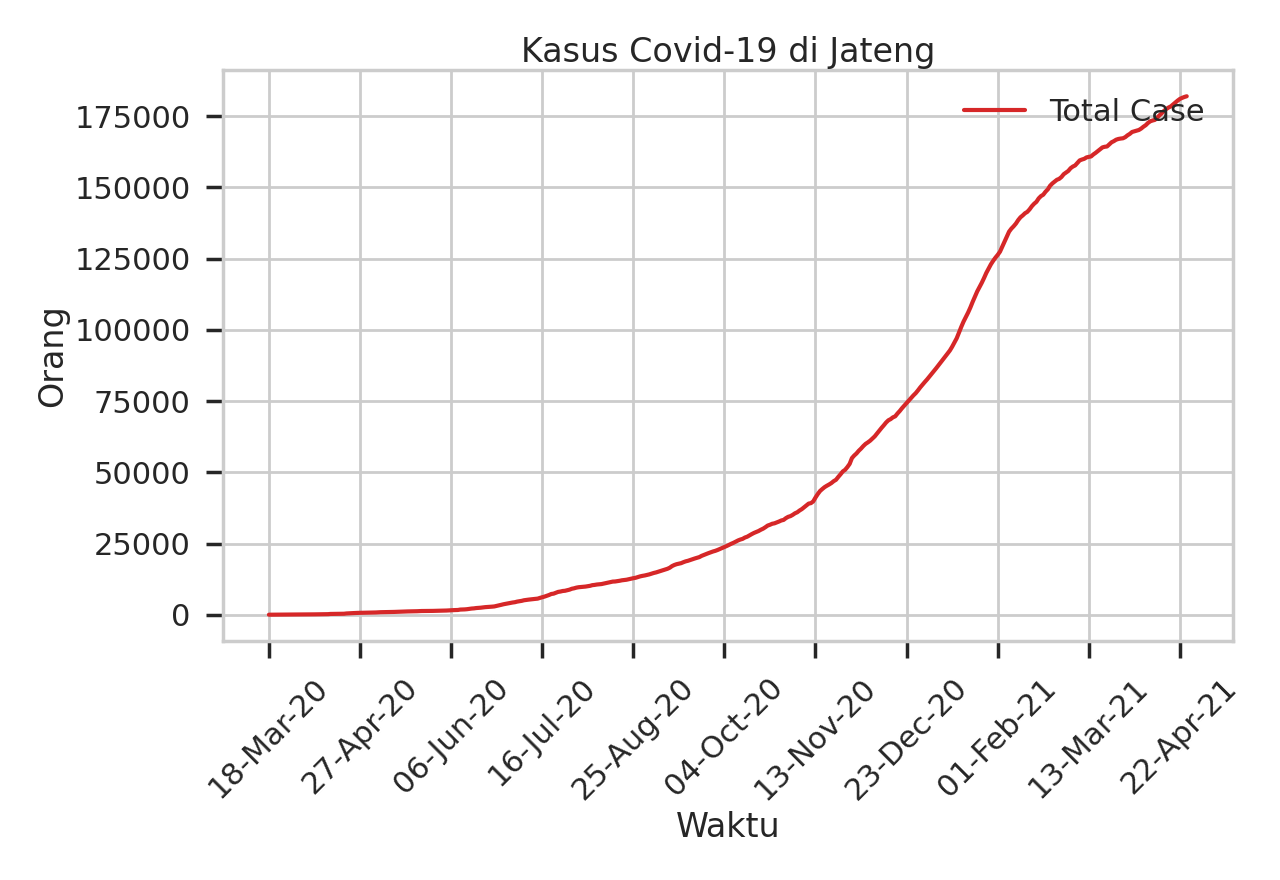 Kasus Covid-19 di Jateng
Total Case
Orang
175000
150000
125000
100000
75000
50000
25000
0
18-Mar-20
27-Apr-20
06-Jun-20
16-Jul-20
25-Aug-20
04-Oct-20
13-Nov-20
23-Dec-20
01-Feb-21
13-Mar-21
22-Apr-21
Waktu